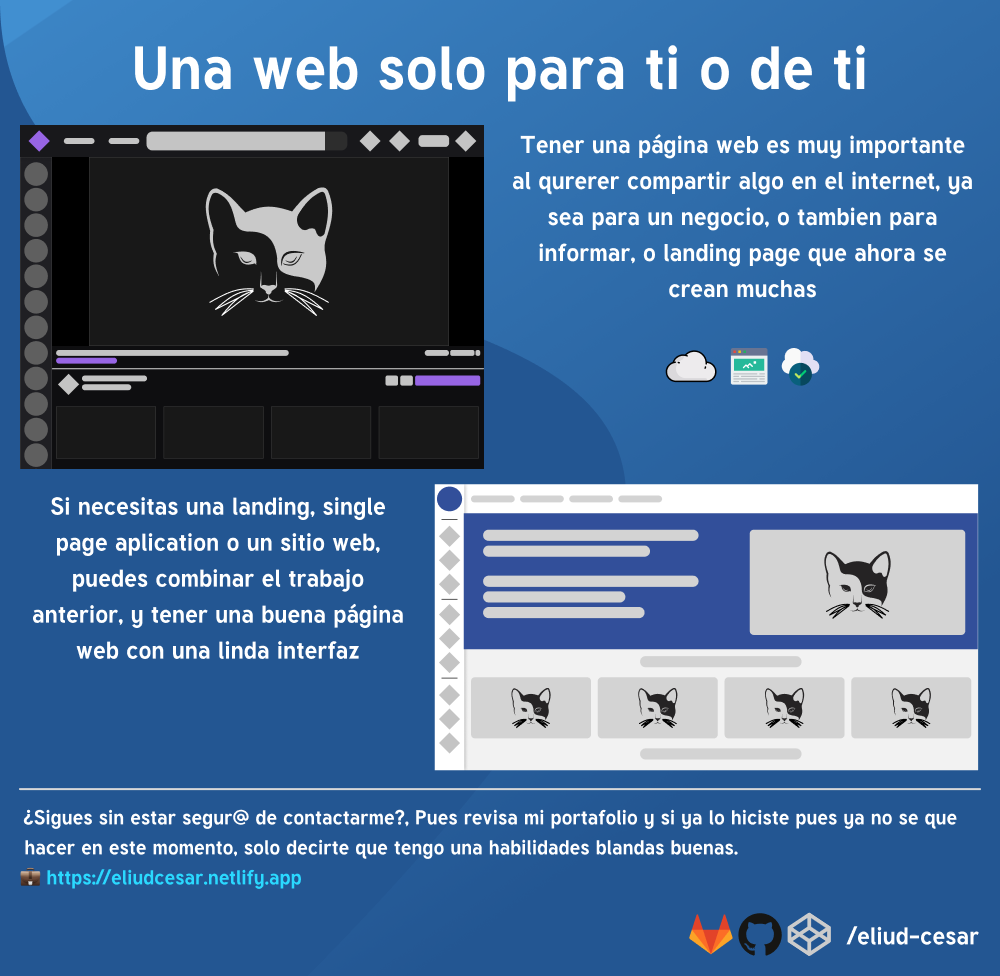 Una web solo para ti o de ti
Tener una página web es muy importante
al qurerer compartir algo en el internet, ya
sea para un negocio, o tambien para
informar, o landing page que ahora se
crean muchas
Si necesitas una landing, single
page aplication o un sitio web,
puedes combinar el trabajo
anterior, y tener una buena página
web con una linda interfaz
¿Sigues sin estar segur@ de contactarme?, Pues revisa mi portafolio y si ya lo hiciste pues ya no se que
hacer en este momento, solo decirte que tengo una habilidades blandas buenas.
https://eliudcesar.netlify.app
/eliud-cesar